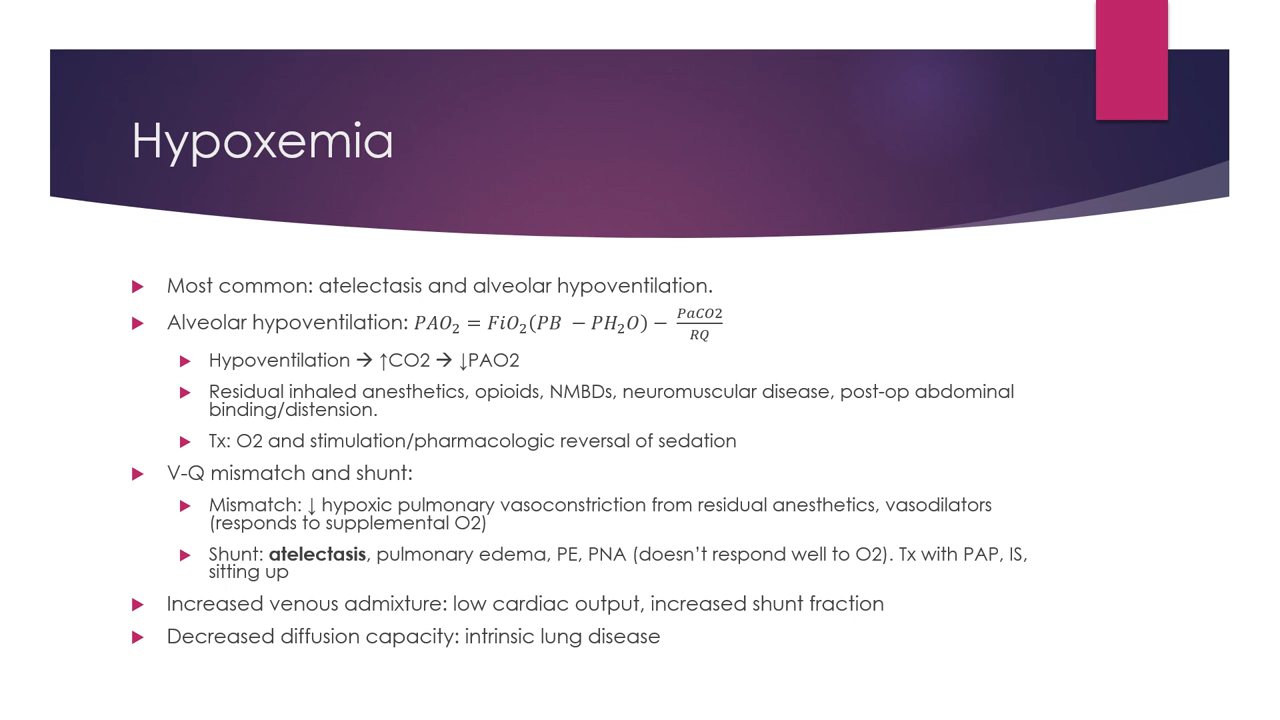 Hypoxemia
Most common: atelectasis and alveolar hypoventilation.
Alveolar hypoventilation: PAO₂ = FiO₂(PB − PH₂O) − PaCO2/RQ
Hypoventilation → ↑CO2 → ↓PAO2
Residual inhaled anesthetics, opioids, NMBDs, neuromuscular disease, post-op abdominal
binding/distension.
Tx: O2 and stimulation/pharmacologic reversal of sedation
V-Q mismatch and shunt:
Mismatch: ↓ hypoxic pulmonary vasoconstriction from residual anesthetics, vasodilators
(responds to supplemental O2)
Shunt: atelectasis, pulmonary edema, PE, PNA (doesn’t respond well to O2). Tx with PAP, IS,
sitting up
Increased venous admixture: low cardiac output, increased shunt fraction
Decreased diffusion capacity: intrinsic lung disease